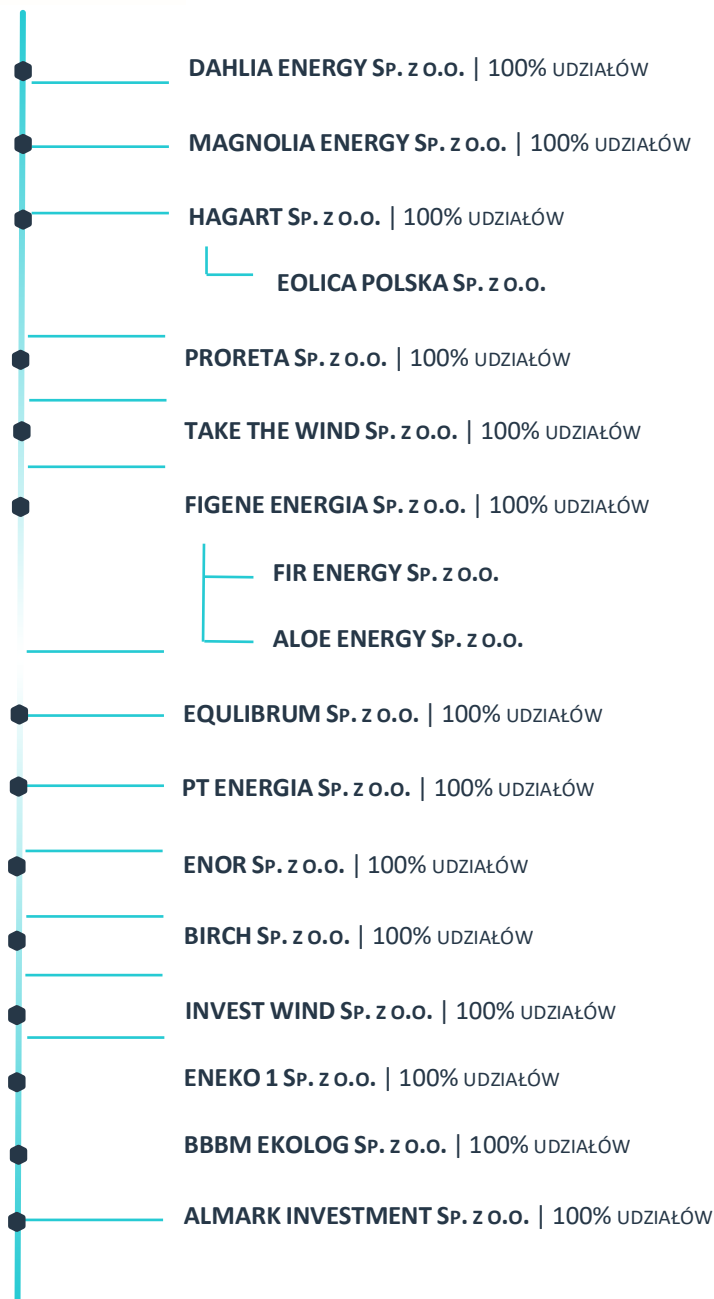 DAHLIA ENERGY SP. Z O.O. | 100% UDZIAŁÓW
MAGNOLIA ENERGY SP. Z O.O. | 100% UDZIAŁÓW
HAGART SP. Z O.O. | 100% UDZIAŁÓW
EOLICA POLSKA SP. Z O.O.
PRORETA SP. Z O.O. | 100% UDZIAŁÓW
TAKE THE WIND SP. Z O.O. | 100% UDZIAŁÓW
FIGENE ENERGIA SP. Z O.O. | 100% UDZIAŁÓW
FIR ENERGY SP. Z O.O.
ALOE ENERGY SP. Z O.O.
EQULIBRUM SP. Z O.O. | 100% UDZIAŁÓW
PT ENERGIA SP. Z O.O. | 100% UDZIAŁÓW
ENOR SP. Z O.O. | 100% UDZIAŁÓW
BIRCH SP. Z O.O. | 100% UDZIAŁÓW
INVEST WIND SP. Z O.O. | 100% UDZIAŁÓW
ENEKO 1 SP. Z O.O. | 100% UDZIAŁÓW
BBBM EKOLOG SP. Z O.O. | 100% UDZIAŁÓW
ALMARK INVESTMENT SP. Z O.O. | 100% UDZIAŁÓW